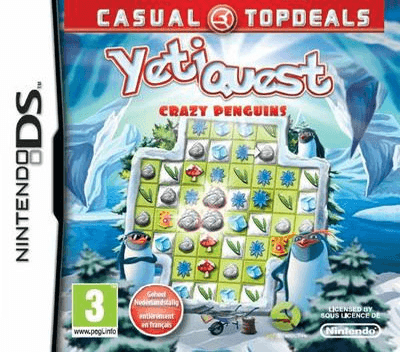 CASUAL TOPDEALS
NINTENDO DS
TM
Yeti Quest
CRAZY PENGUINS
3
www.pegi.info
Geheel
Nederlandstalig
entièrement
en français
LICENSED BY
SOUS LICENCE DE
Nintendo